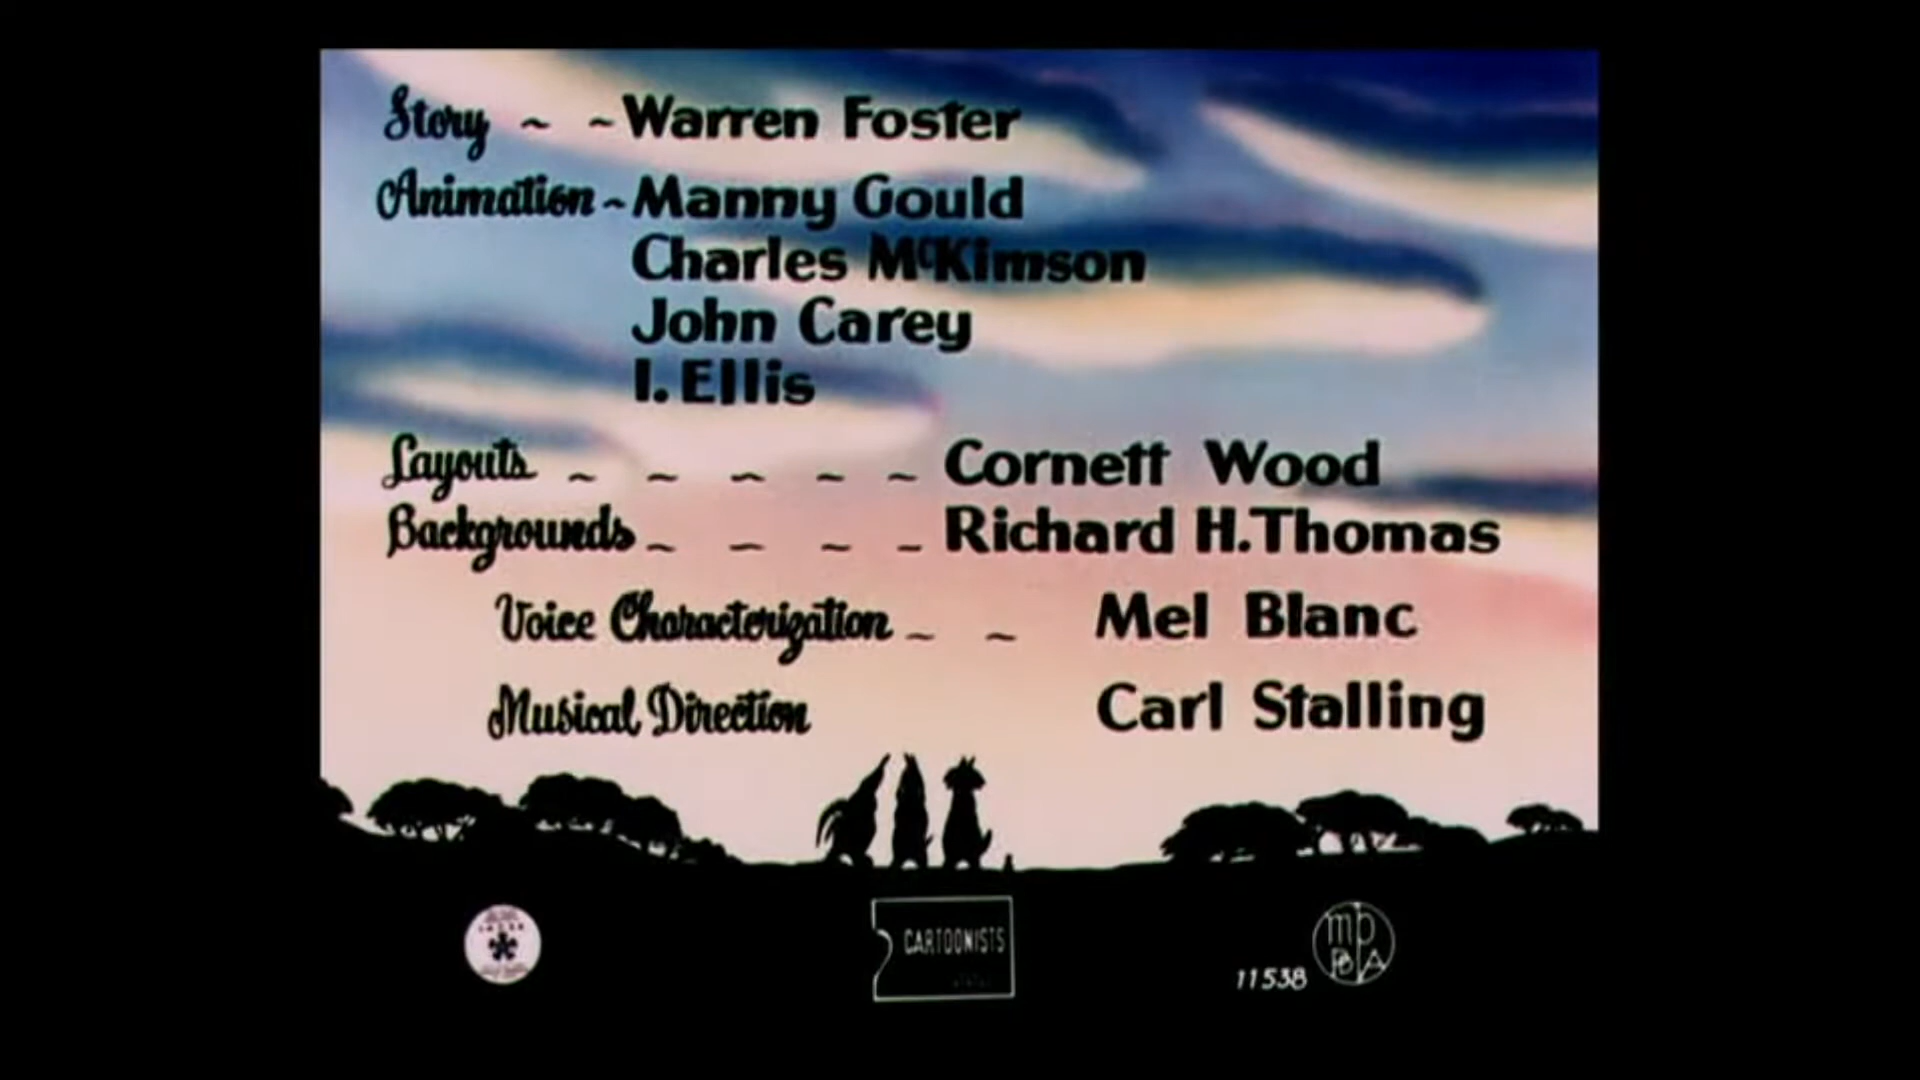 Story ~ ~ Warren Foster
Animation ~ Manny Gould
Charles McKimson
John Carey
I. Ellis
Layouts ~ ~ ~ ~ ~ Cornett Wood
Backgrounds ~ ~ ~ ~ Richard H. Thomas
Voice Characterization ~ ~ Mel Blanc
Musical Direction Carl Stalling
CARTOONISTS
11538